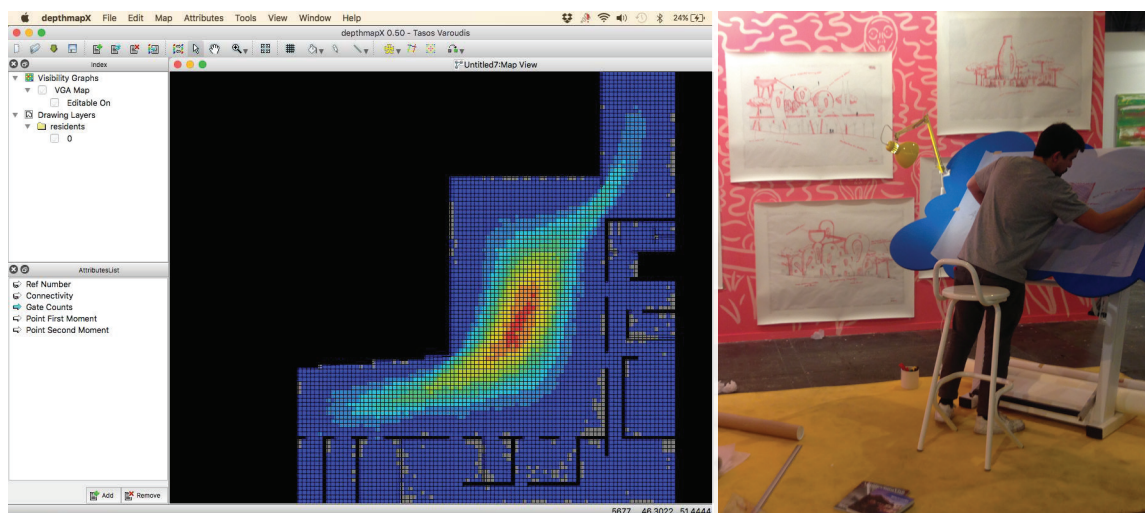 depthmapX File Edit Map Attributes Tools View Window Help 24%
depthmapX 0.50 - Tasos Varoudis
Index
Untitled7:Map View
Visibility Graphs
VGA Map
Editable On
Drawing Layers
residents
0
AttributesList
Ref Number
Connectivity
Gate Counts
Point First Moment
Point Second Moment
Add Remove
5677 46.3022 51.4444